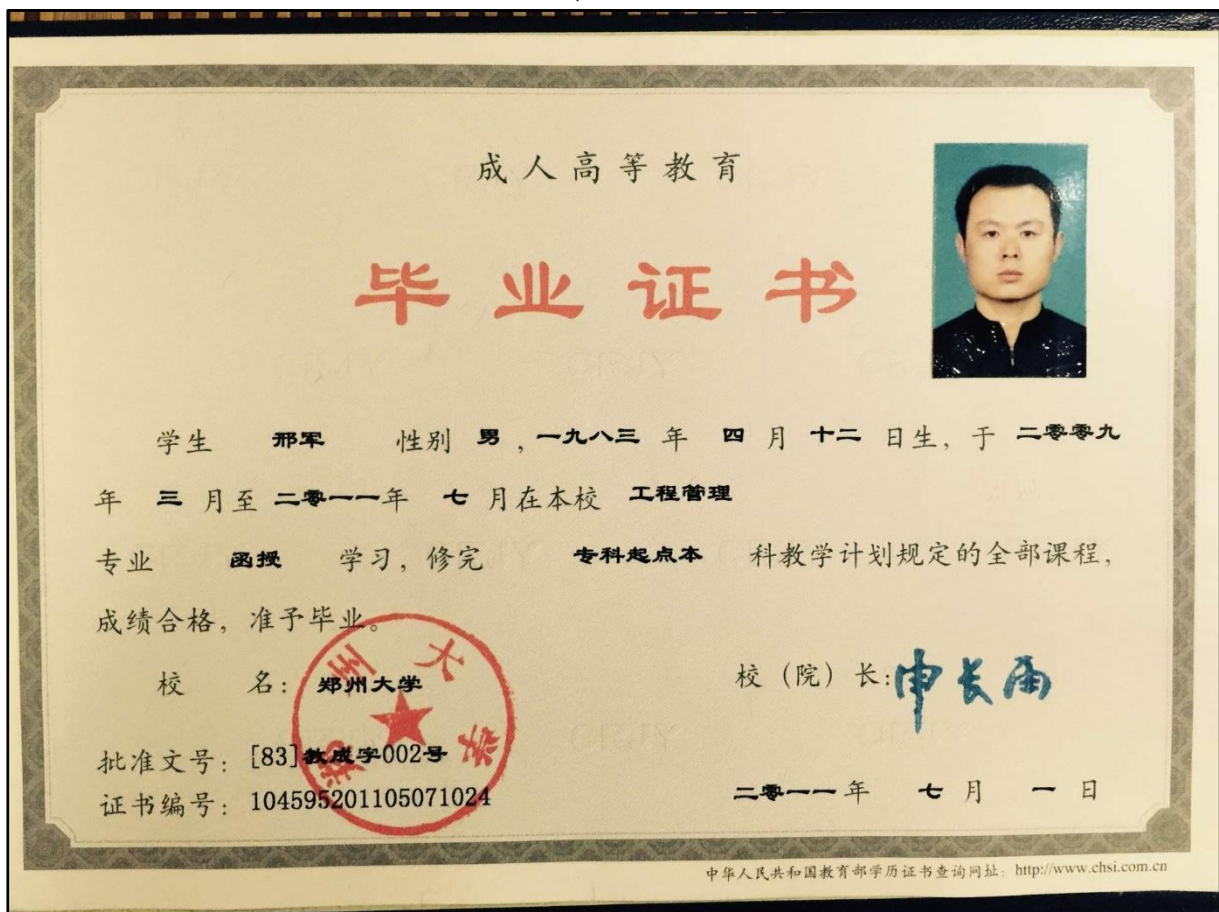 成人高等教育
毕业证书
学生 邢军 性别 男 ,一九八三 年 四 月 十二 日生, 于 二零零九
年 三 月至 二零一一年 七 月在本校 工程管理
专业 函授 学习, 修完 专科起点本 科教学计划规定的全部课程,
成绩合格, 准予毕业。
校 名: 郑州大学
校 (院) 长:申长雨
郑州大学
批准文号: [83]教成字002号
证书编号: 104595201105071024
二零一一 年 七 月 一 日
中华人民共和国教育部学历证书查询网址: http://www.chsi.com.cn